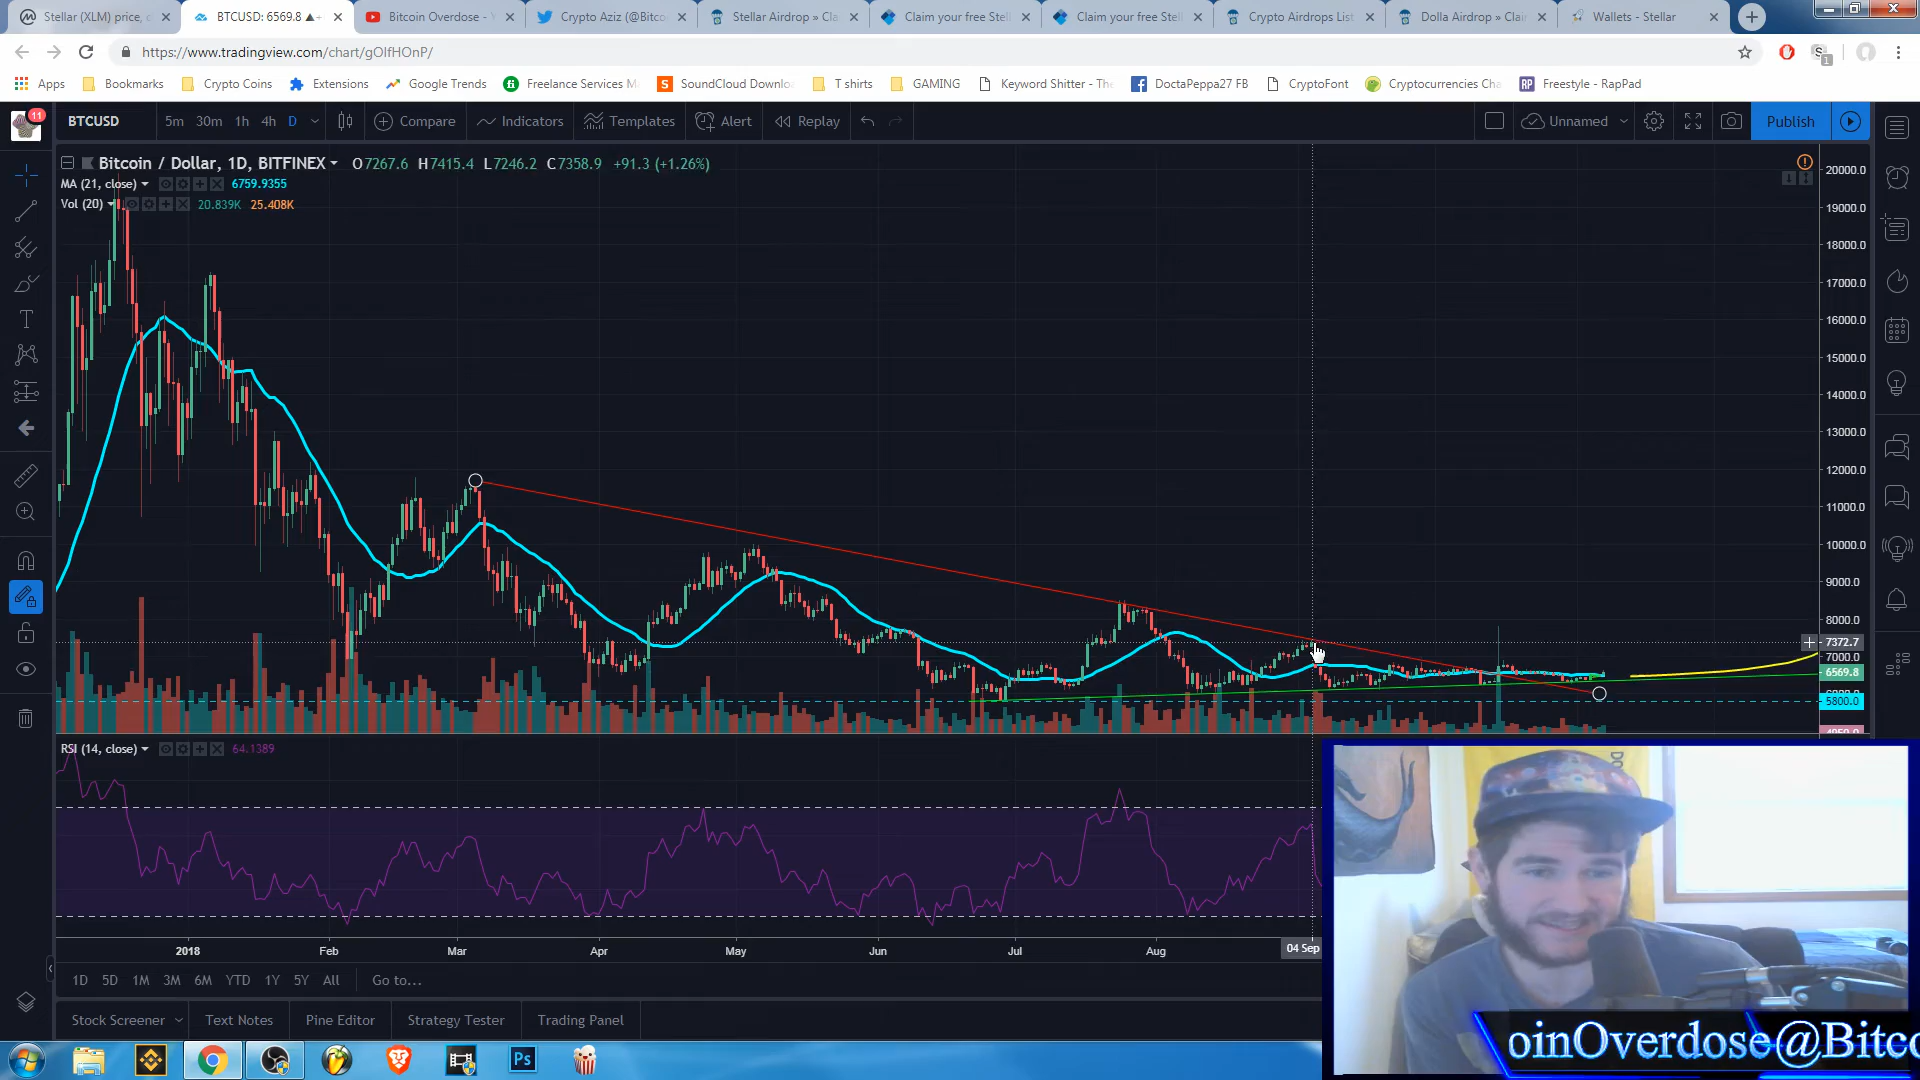 Stellar (XLM) price, c
BTCUSD: 6569.8 ▲+
Bitcoin Overdose - Y
Crypto Aziz (@Bitco
Stellar Airdrop » Cla
Claim your free Stel
Claim your free Stel
Crypto Airdrops List
Dolla Airdrop » Clai
Wallets - Stellar
https://www.tradingview.com/chart/gOlfHOnP/
Apps
Bookmarks
Crypto Coins
Extensions
Google Trends
Freelance Services M
SoundCloud Downlo
T shirts
GAMING
Keyword Shitter - The
DoctaPeppa27 FB
CryptoFont
Cryptocurrencies Cha
Freestyle - RapPad
11
BTCUSD
5m
30m
1h
4h
D
Compare
Indicators
Templates
Alert
Replay
Unnamed
Publish
Bitcoin / Dollar, 1D, BITFINEX
O7267.6 H7415.4 L7246.2 C7358.9 +91.3 (+1.26%)
MA (21, close)
6759.9355
Vol (20)
20.839K
25.408K
20000.0
19000.0
18000.0
17000.0
16000.0
15000.0
14000.0
13000.0
12000.0
11000.0
10000.0
9000.0
8000.0
7372.7
7000.0
6569.8
5800.0
RSI (14, close)
64.1389
2018
Feb
Mar
Apr
May
Jun
Jul
Aug
04 Sep
1D
5D
1M
3M
6M
YTD
1Y
5Y
All
Go to...
Stock Screener
Text Notes
Pine Editor
Strategy Tester
Trading Panel
oinOverdose@Bitco
Ps